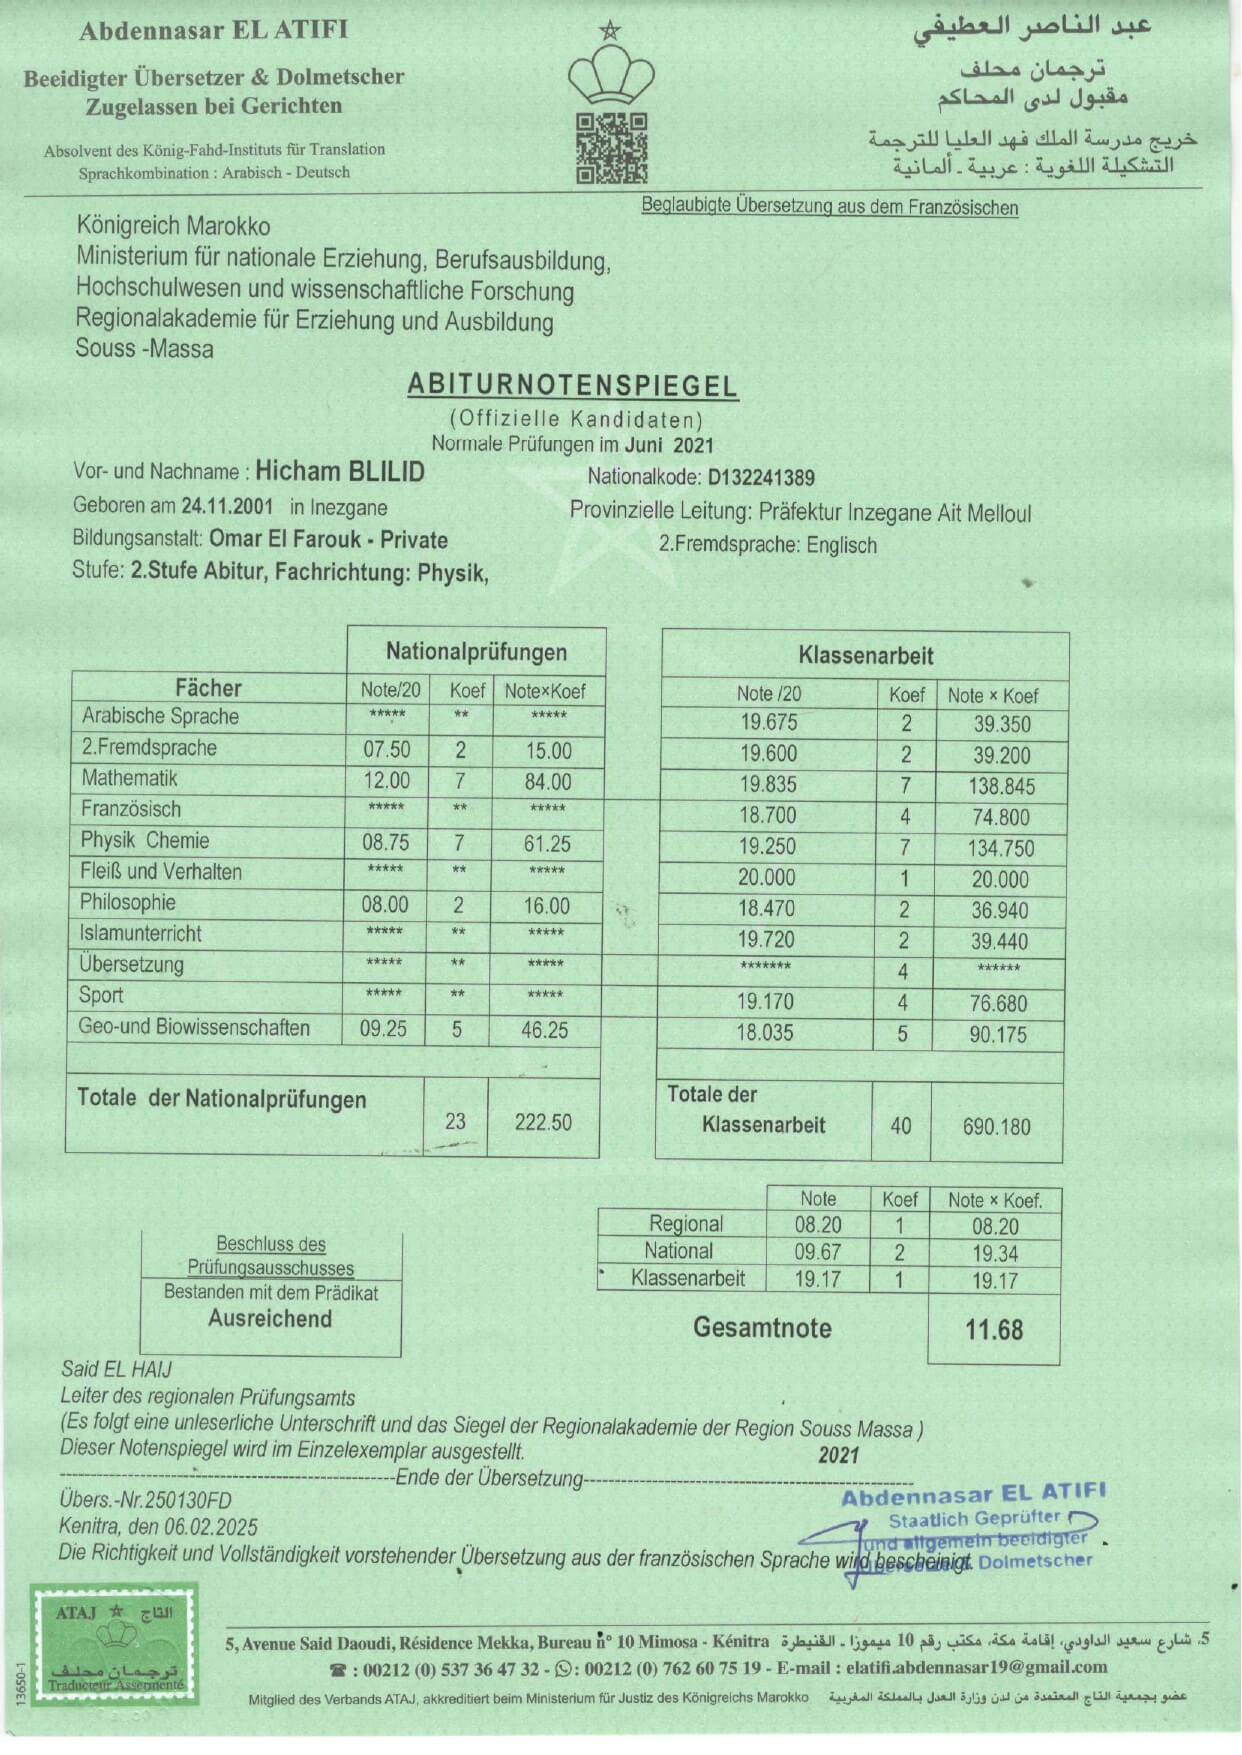 Abdennasar EL ATIFI
Beeidigter Übersetzer & Dolmetscher
Zugelassen bei Gerichten
Absolvent des König-Fahd-Instituts für Translation
Sprachkombination : Arabisch - Deutsch
عبد الناصر العطيفي
ترجمان محلف
مقبول لدى المحاكم
خريج مدرسة الملك فهد العليا للترجمة
التشكيلة اللغوية : عربية - ألمانية
Beglaubigte Übersetzung aus dem Französischen
Königreich Marokko
Ministerium für nationale Erziehung, Berufsausbildung,
Hochschulwesen und wissenschaftliche Forschung
Regionalakademie für Erziehung und Ausbildung
Souss -Massa
ABITURNOTENSPIEGEL
(Offizielle Kandidaten)
Normale Prüfungen im Juni 2021
Vor- und Nachname : Hicham BLILID Nationalkode: D132241389
Geboren am 24.11.2001 in Inezgane Provinzielle Leitung: Präfektur Inzegane Ait Melloul
Bildungsanstalt: Omar El Farouk - Private 2.Fremdsprache: Englisch
Stufe: 2.Stufe Abitur, Fachrichtung: Physik,
Nationalprüfungen Klassenarbeit
Fächer Note/20 Koef Note×Koef Note /20 Koef Note × Koef
Arabische Sprache ***** ** ***** 19.675 2 39.350
2.Fremdsprache 07.50 2 15.00 19.600 2 39.200
Mathematik 12.00 7 84.00 19.835 7 138.845
Französisch ***** ** ***** 18.700 4 74.800
Physik Chemie 08.75 7 61.25 19.250 7 134.750
Fleiß und Verhalten ***** ** ***** 20.000 1 20.000
Philosophie 08.00 2 16.00 18.470 2 36.940
Islamunterricht ***** ** ***** 19.720 2 39.440
Übersetzung ***** ** ***** ******* 4 ******
Sport ***** ** ***** 19.170 4 76.680
Geo-und Biowissenschaften 09.25 5 46.25 18.035 5 90.175
Totale der Nationalprüfungen 23 222.50
Totale der
Klassenarbeit 40 690.180
Note Koef Note × Koef.
Regional 08.20 1 08.20
National 09.67 2 19.34
Klassenarbeit 19.17 1 19.17
Gesamtnote 11.68
Beschluss des
Prüfungsausschusses
Bestanden mit dem Prädikat
Ausreichend
Said EL HAIJ
Leiter des regionalen Prüfungsamts
(Es folgt eine unleserliche Unterschrift und das Siegel der Regionalakademie der Region Souss Massa )
Dieser Notenspiegel wird im Einzelexemplar ausgestellt. 2021
---Ende der Übersetzung---
Übers.-Nr.250130FD
Kenitra, den 06.02.2025
Die Richtigkeit und Vollständigkeit vorstehender Übersetzung aus der französischen Sprache wird bescheinigt.
Abdennasar EL ATIFI
Staatlich Geprüfter
und allgemein beeidigter
Übersetzer & Dolmetscher
ATAJ التاج
ترجمان محلف
Traducteur Assermenté
13650-1
5, Avenue Said Daoudi, Résidence Mekka, Bureau n° 10 Mimosa - Kénitra 5، شارع سعيد الداودي، إقامة مكة، مكتب رقم 10 ميموزا - القنيطرة
☎ : 00212 (0) 537 36 47 32 - : 00212 (0) 762 60 75 19 - E-mail : elatifi.abdennasar19@gmail.com
Mitglied des Verbands ATAJ, akkreditiert beim Ministerium für Justiz des Königreichs Marokko عضو بجمعية التاج المعتمدة من لدن وزارة العدل بالمملكة المغربية